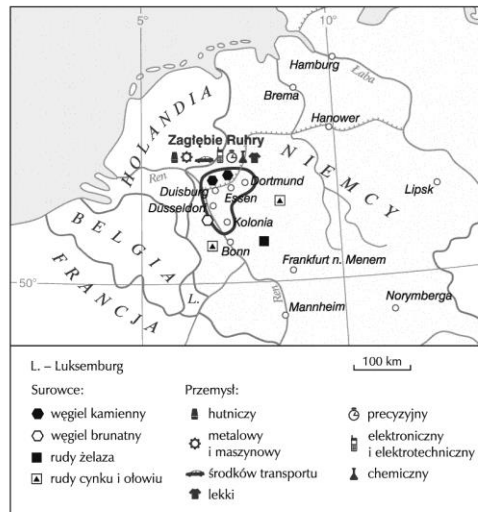 5°
10°
Hamburg
Łaba
Brema
HOLANDIA
Hanower
Zagłębie Ruhry
NIEMCY
Ren
Dortmund
Lipsk
Duisburg
Essen
Düsseldorf
Kolonia
BELGIA
Bonn
Frankfurt n. Menem
FRANCJA
50°
L.
Ren
Norymberga
Mannheim
L. – Luksemburg
100 km
Surowce:
Przemysł:
węgiel kamienny
hutniczy
precyzyjny
węgiel brunatny
metalowy
i maszynowy
elektroniczny
i elektrotechniczny
rudy żelaza
środków transportu
chemiczny
rudy cynku i ołowiu
lekki